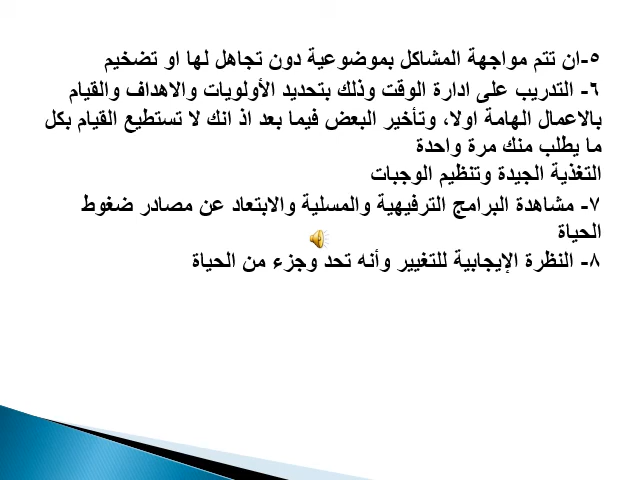 ٥-ان تتم مواجهة المشاكل بموضوعية دون تجاهل لها او تضخيم
٦- التدريب على ادارة الوقت وذلك بتحديد الأولويات والاهداف والقيام
بالاعمال الهامة اولا، وتأخير البعض فيما بعد اذ انك لا تستطيع القيام بكل
ما يطلب منك مرة واحدة
التغذية الجيدة وتنظيم الوجبات
٧- مشاهدة البرامج الترفيهية والمسلية والابتعاد عن مصادر ضغوط
الحياة
٨- النظرة الإيجابية للتغيير وأنه تحد وجزء من الحياة